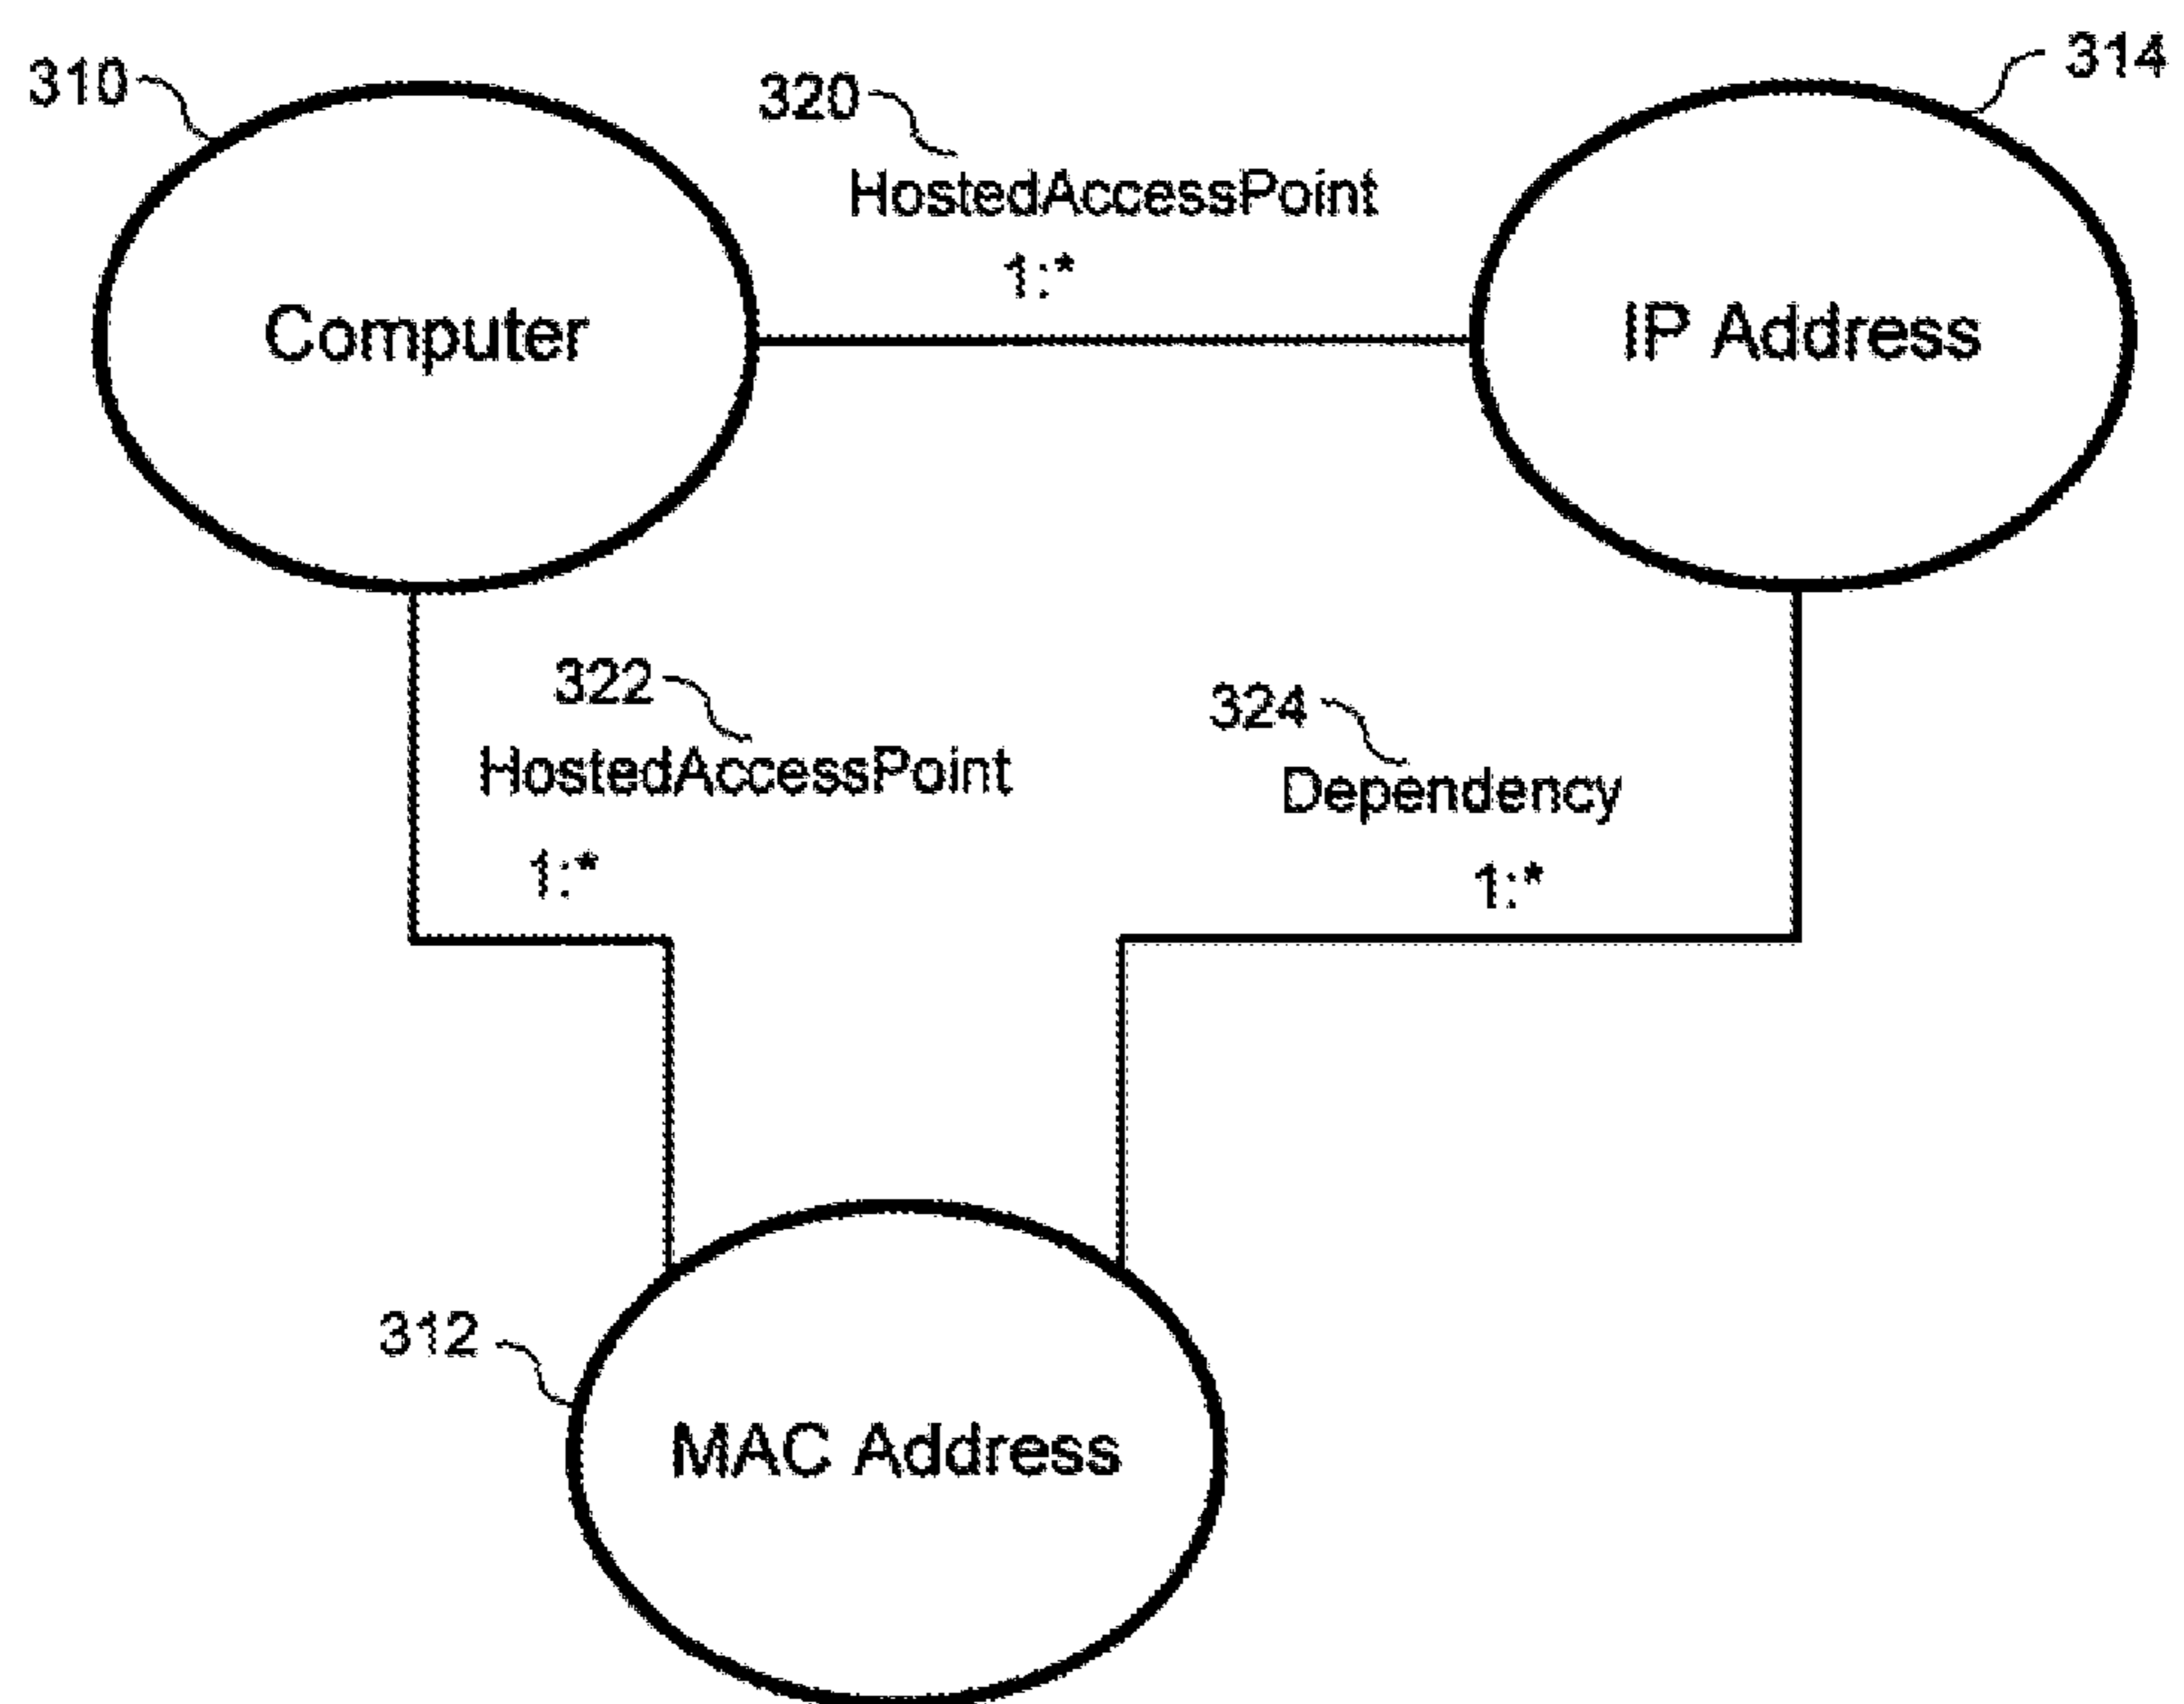 310
320
314
HostedAccessPoint
1:*
Computer
IP Address
322
324
HostedAccessPoint
Dependency
1:*
1:*
312
MAC Address